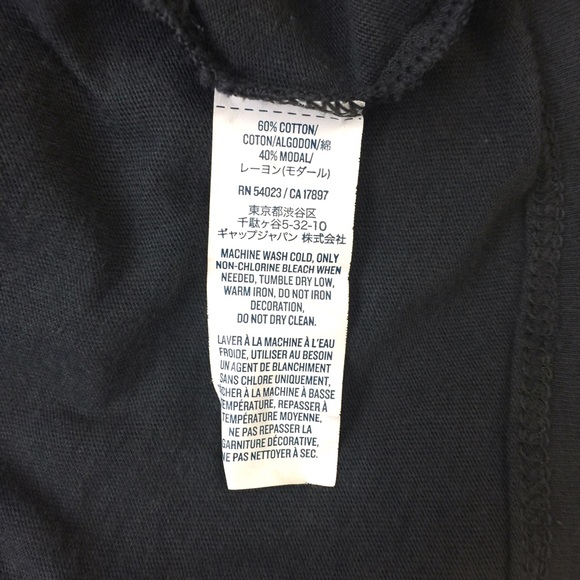 60% COTTON/
COTON/ALGODON/綿
40% MODAL/
レーヨン(モダール)
RN 54023 / CA 17897
東京都渋谷区
千駄ヶ谷5-32-10
ギャップジャパン 株式会社
MACHINE WASH COLD, ONLY
NON-CHLORINE BLEACH WHEN
NEEDED, TUMBLE DRY LOW,
WARM IRON, DO NOT IRON
DECORATION,
DO NOT DRY CLEAN.
LAVER À LA MACHINE À L'EAU
FROIDE, UTILISER AU BESOIN
UN AGENT DE BLANCHIMENT
SANS CHLORE UNIQUEMENT,
CHER À LA MACHINE À BASSE
TEMPÉRATURE, REPASSER À
TEMPÉRATURE MOYENNE,
NE PAS REPASSER LA
GARNITURE DÉCORATIVE,
NE PAS NETTOYER À SEC.